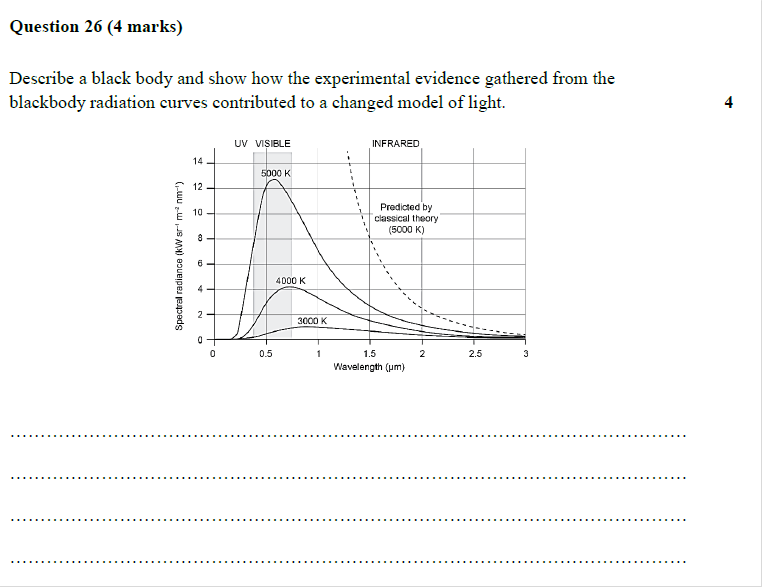 Question 26 (4 marks)
Describe a black body and show how the experimental evidence gathered from the
blackbody radiation curves contributed to a changed model of light. 4
UV VISIBLE INFRARED
14
5000 K
12
Predicted by
10
classical theory
(5000 K)
8
6
4000 K
4
3000 K
2
0
Spectral radiance (kW sr⁻¹ m⁻² nm⁻¹)
0 0.5 1 1.5 2 2.5 3
Wavelength (µm)